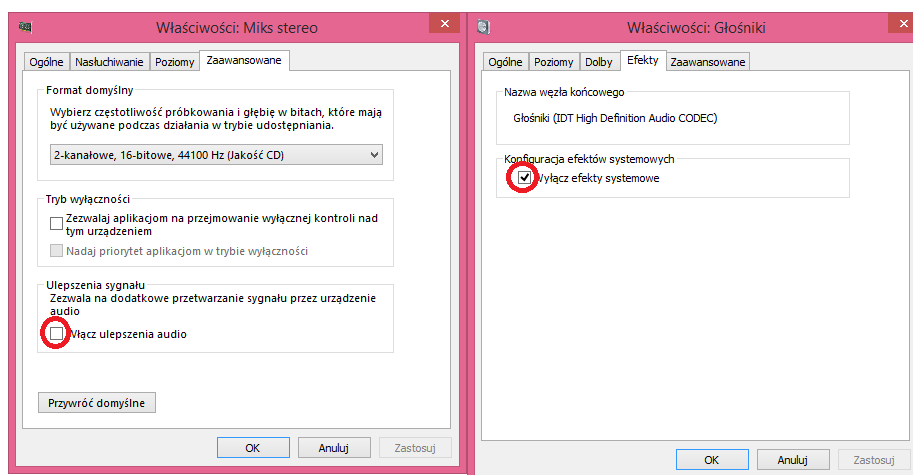 Właściwości: Miks stereo
Ogólne
Nasłuchiwanie
Poziomy
Zaawansowane
Format domyślny
Wybierz częstotliwość próbkowania i głębię w bitach, które mają
być używane podczas działania w trybie udostępniania.
2-kanałowe, 16-bitowe, 44100 Hz (Jakość CD)
Tryb wyłączności
Zezwalaj aplikacjom na przejmowanie wyłącznej kontroli nad
tym urządzeniem
Nadaj priorytet aplikacjom w trybie wyłączności
Ulepszenia sygnału
Zezwala na dodatkowe przetwarzanie sygnału przez urządzenie
audio
Włącz ulepszenia audio
Przywróć domyślne
OK
Anuluj
Zastosuj
Właściwości: Głośniki
Ogólne
Poziomy
Dolby
Efekty
Zaawansowane
Nazwa węzła końcowego
Głośniki (IDT High Definition Audio CODEC)
Konfiguracja efektów systemowych
Wyłącz efekty systemowe
OK
Anuluj
Zastosuj